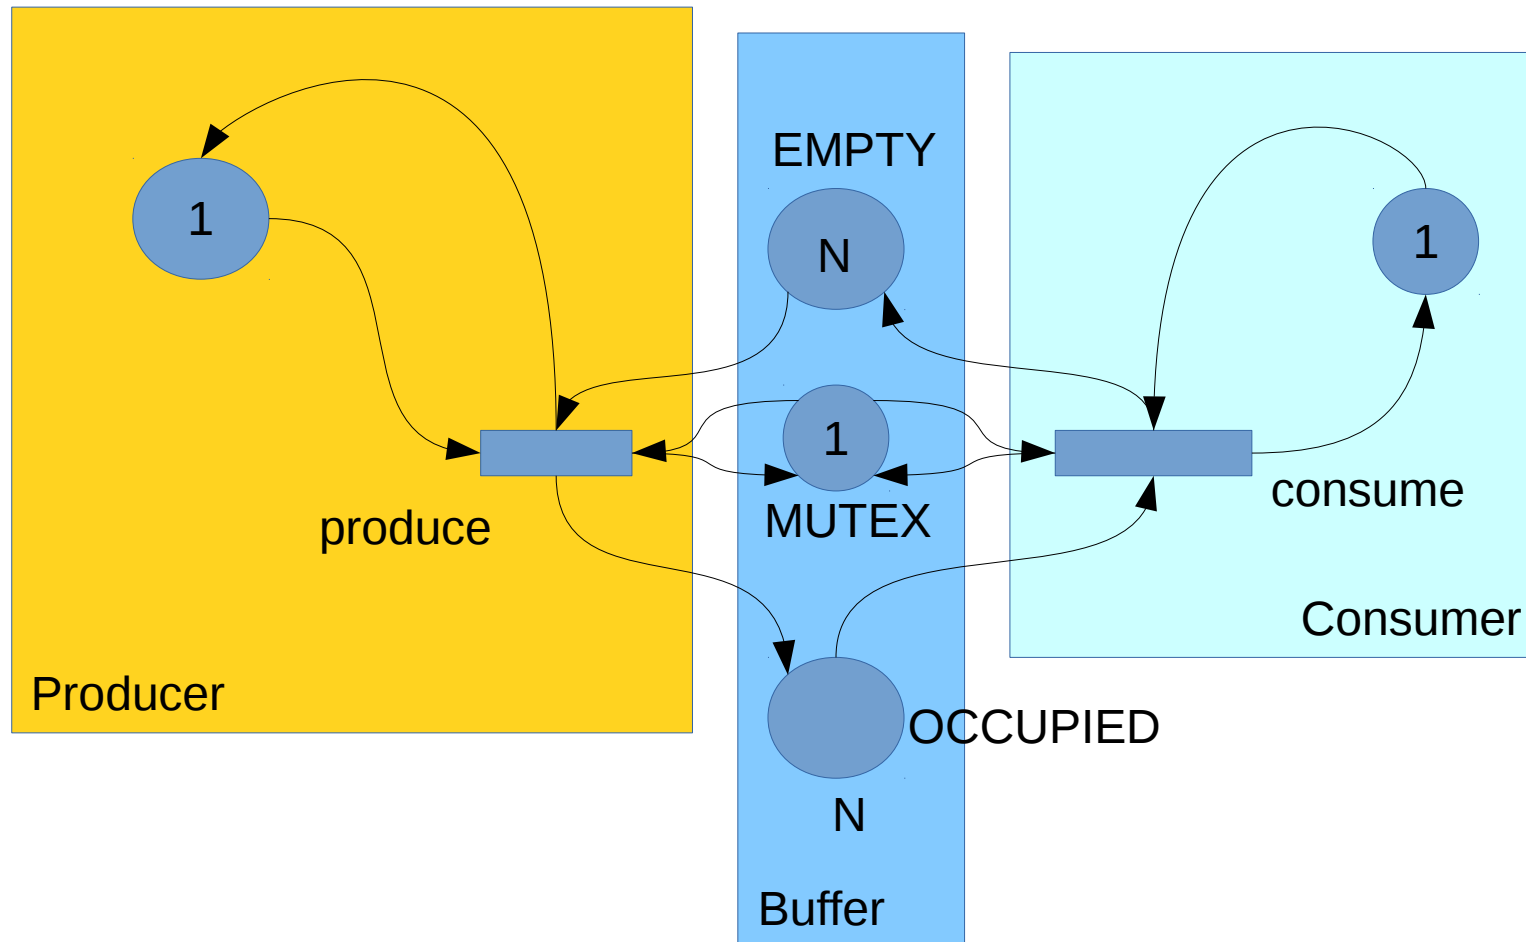 EMPTY
1
N
1
1
MUTEX
produce
consume
Consumer
Producer
OCCUPIED
N
Buffer